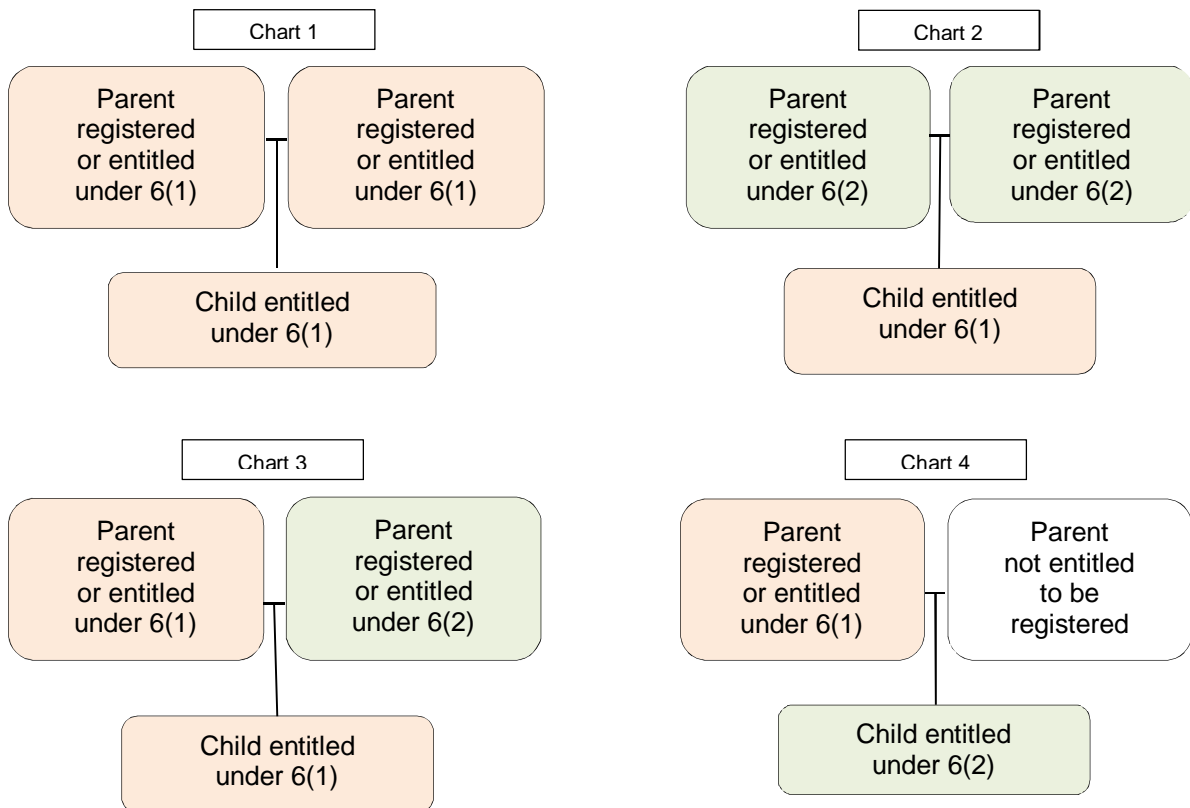 Chart 1
Parent
registered
or entitled
under 6(1)
Parent
registered
or entitled
under 6(1)
Child entitled
under 6(1)
Chart 2
Parent
registered
or entitled
under 6(2)
Parent
registered
or entitled
under 6(2)
Child entitled
under 6(1)
Chart 3
Parent
registered
or entitled
under 6(1)
Parent
registered
or entitled
under 6(2)
Child entitled
under 6(1)
Chart 4
Parent
registered
or entitled
under 6(1)
Parent
not entitled
to be
registered
Child entitled
under 6(2)